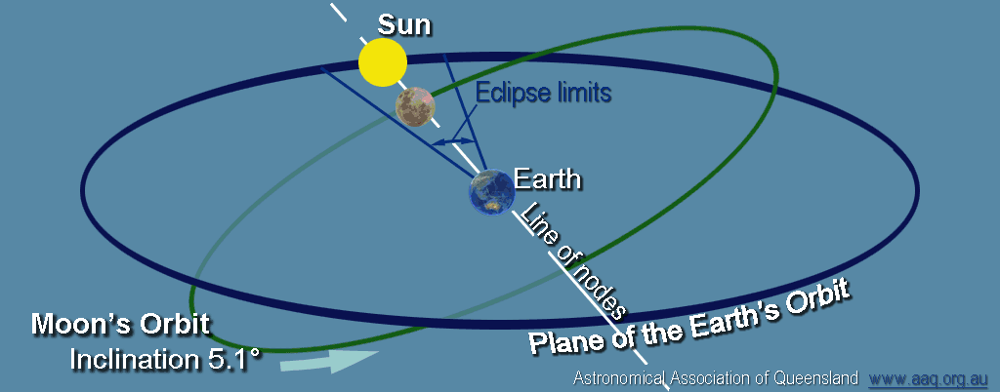 Sun
Eclipse limits
Earth
Line of nodes
Plane of the Earth's Orbit
Moon's Orbit
Inclination 5.1°
Astronomical Association of Queensland www.aaq.org.au